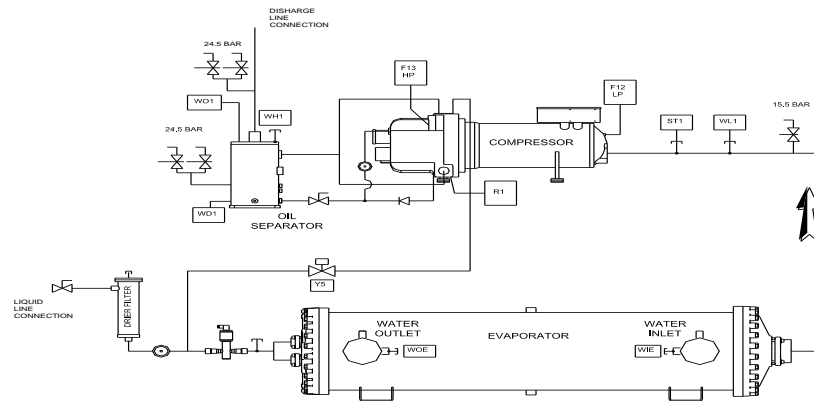 DISHARGE
LINE
CONNECTION
24.5 BAR
WO1
WH1
24,5 BAR
WD1
OIL
SEPARATOR
F13
HP
COMPRESSOR
F12
LP
ST1
WL1
15,5 BAR
R1
Y5
LIQUID
LINE
CONNECTION
DRIER FILTER
WATER
OUTLET
WOE
EVAPORATOR
WATER
INLET
WIE